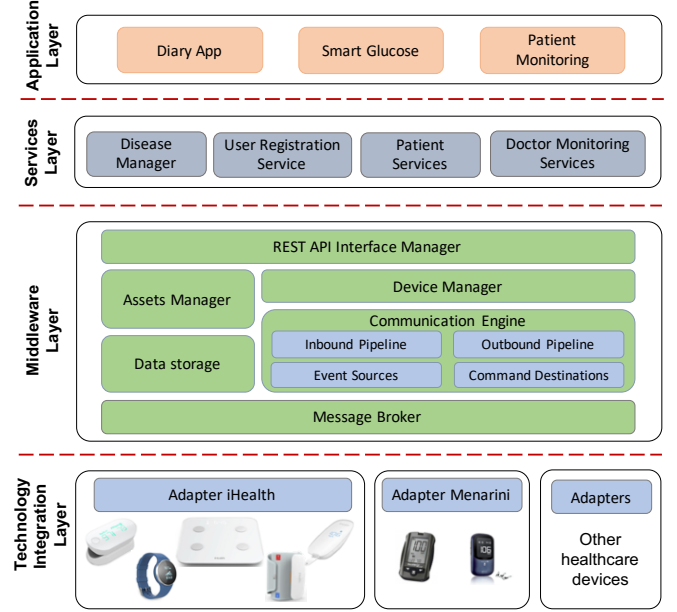 Application
Layer
Diary App
Smart Glucose
Patient
Monitoring
Services
Layer
Disease
Manager
User Registration
Service
Patient
Services
Doctor Monitoring
Services
Middleware
Layer
REST API Interface Manager
Assets Manager
Device Manager
Communication Engine
Inbound Pipeline
Outbound Pipeline
Data storage
Event Sources
Command Destinations
Message Broker
Technology
Integration
Layer
Adapter iHealth
Adapter Menarini
Adapters
Other
healthcare
devices
100
106